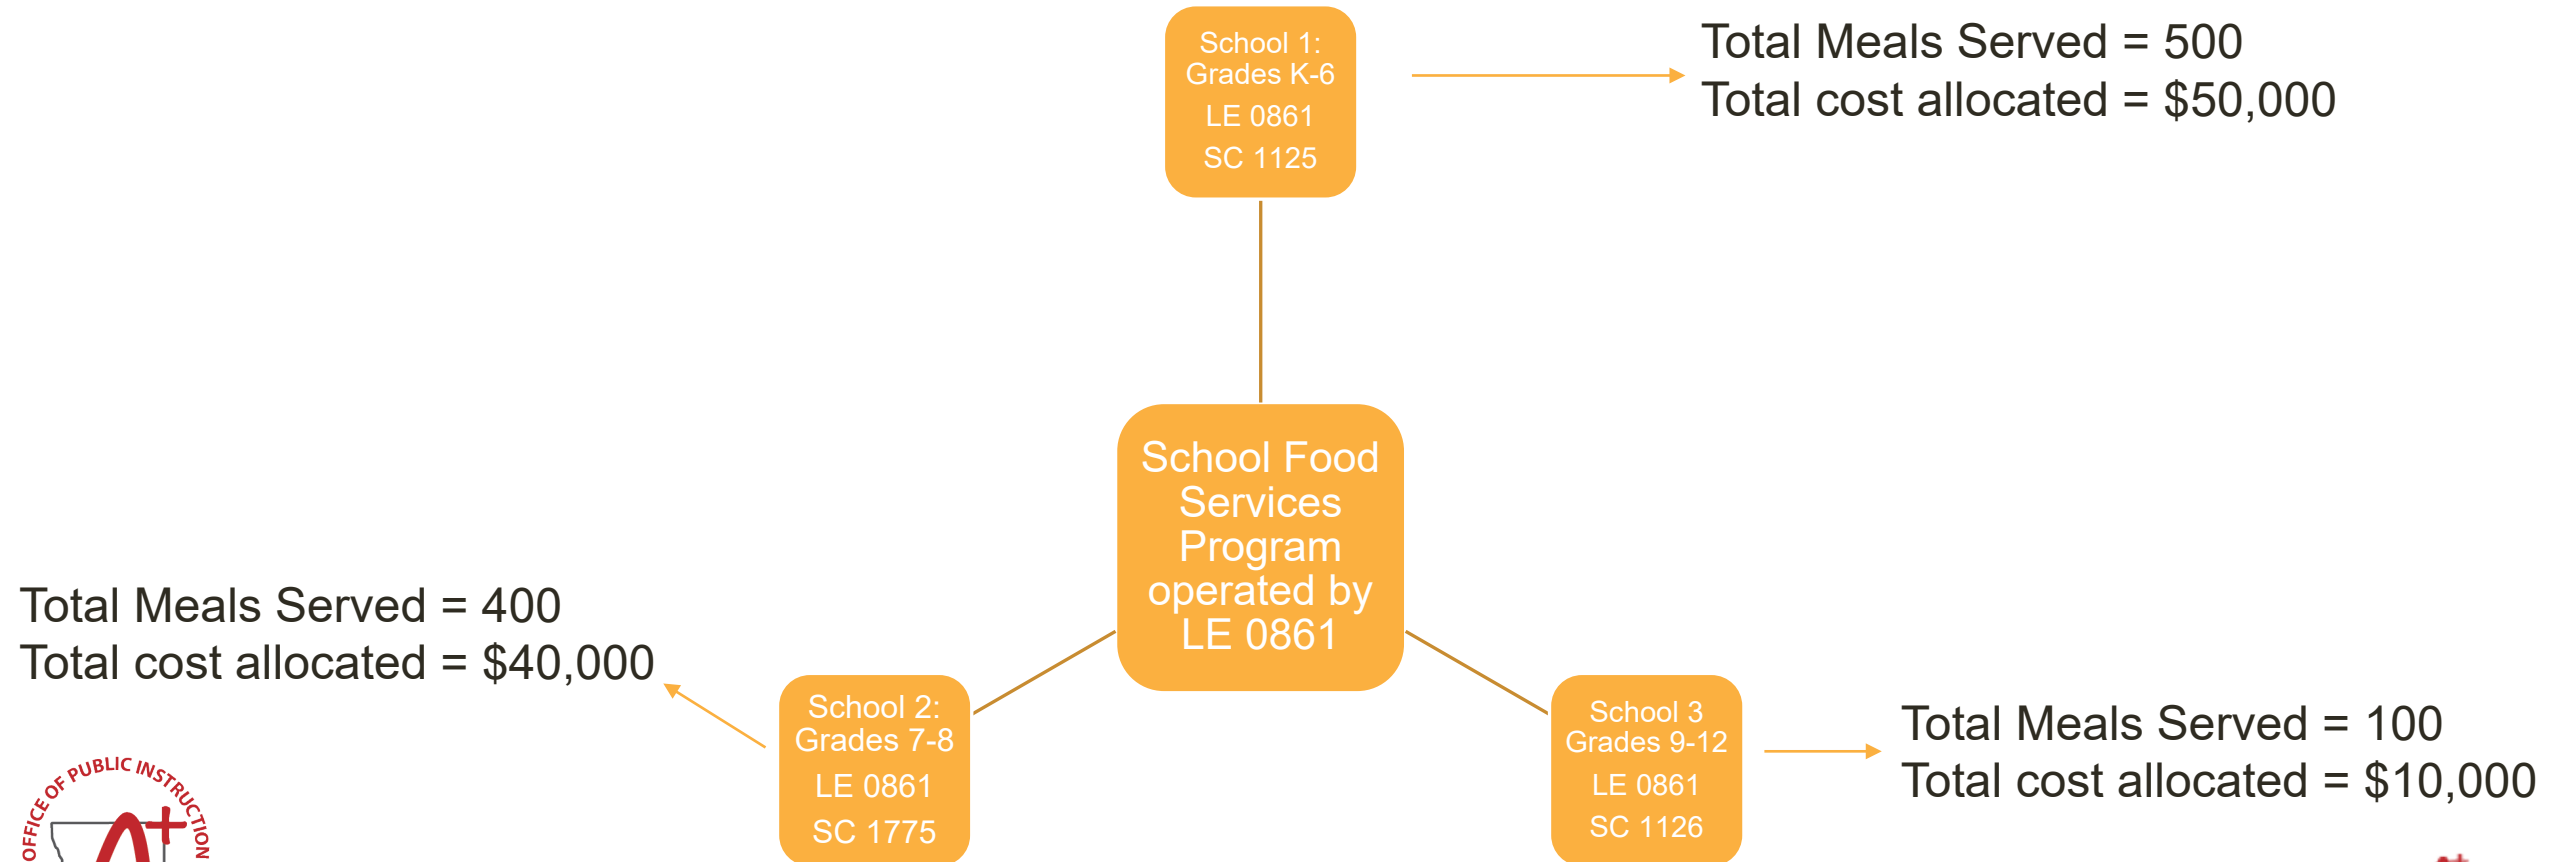 School 1:
Grades K-6
LE 0861
SC 1125
Total Meals Served = 500
Total cost allocated = $50,000
School Food
Services
Program
operated by
LE 0861
Total Meals Served = 400
Total cost allocated = $40,000
School 2:
Grades 7-8
LE 0861
SC 1775
School 3
Grades 9-12
LE 0861
SC 1126
Total Meals Served = 100
Total cost allocated = $10,000
OFFICE OF PUBLIC INSTRUCTION
A+